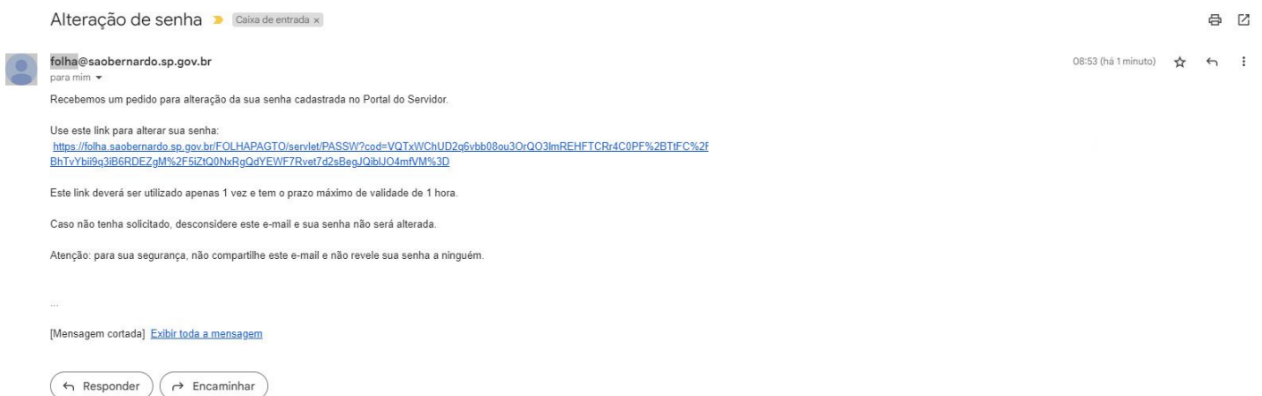 Alteração de senha Caixa de entrada ×
folha@saobernardo.sp.gov.br 08:53 (há 1 minuto)
para mim
Recebemos um pedido para alteração da sua senha cadastrada no Portal do Servidor.
Use este link para alterar sua senha:
https://folha.saobernardo.sp.gov.br/FOLHAPAGTO/servlet/PASSW?cod=VQTxWChUD2q6vbb08ou3OrQO3lmREHFTCRr4C0PF%2BTtFC%2F
BhTvYbiI9q3iB6RDEZgM%2F5iZtQ0NxRgQdYEWF7Rvet7d2sBegJQiblJO4mfVM%3D
Este link deverá ser utilizado apenas 1 vez e tem o prazo máximo de validade de 1 hora.
Caso não tenha solicitado, desconsidere este e-mail e sua senha não será alterada.
Atenção: para sua segurança, não compartilhe este e-mail e não revele sua senha a ninguém.
...
[Mensagem cortada] Exibir toda a mensagem
Responder Encaminhar